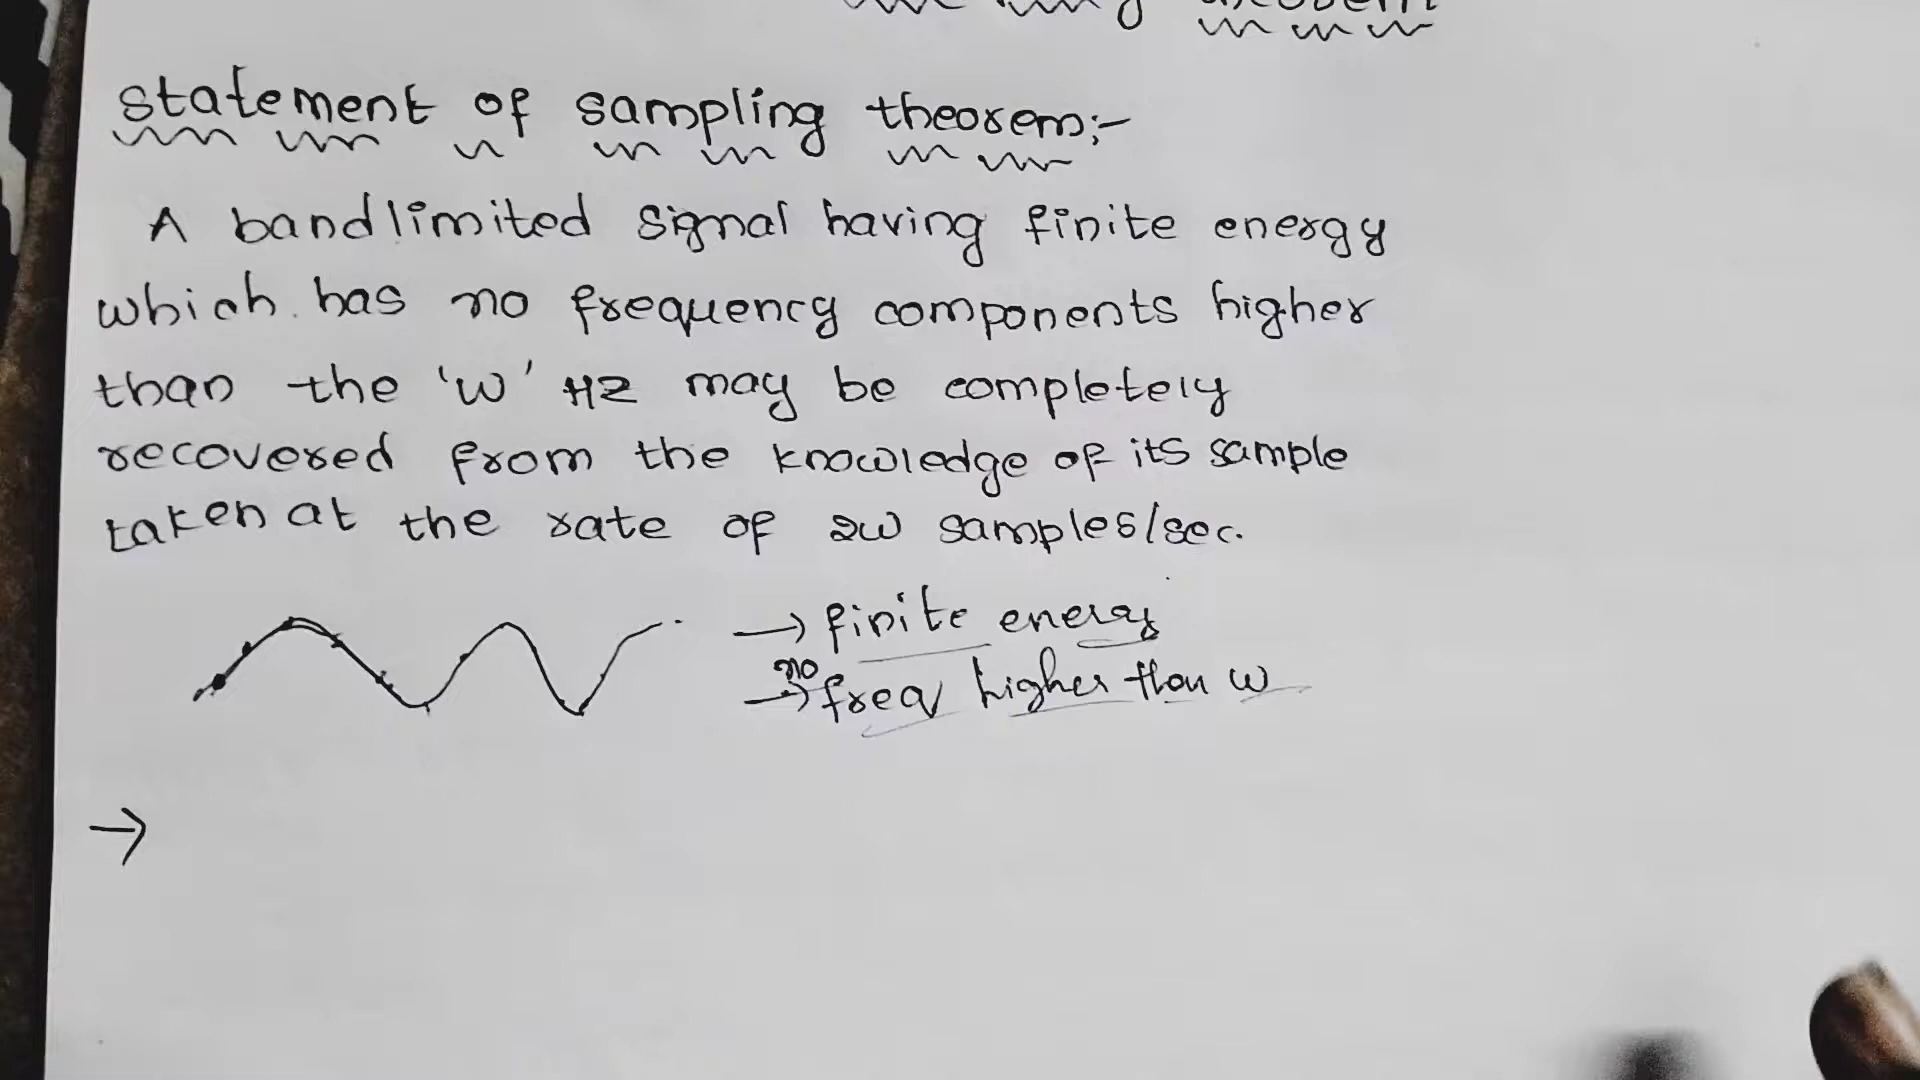 statement of sampling theorem:-
A bandlimited signal having finite energy
which has no frequency components higher
than the 'W' HZ may be completely
recovered from the knowledge of its sample
taken at the rate of 2W samples/sec.
→ finite energy
→ no freq higher than w
→